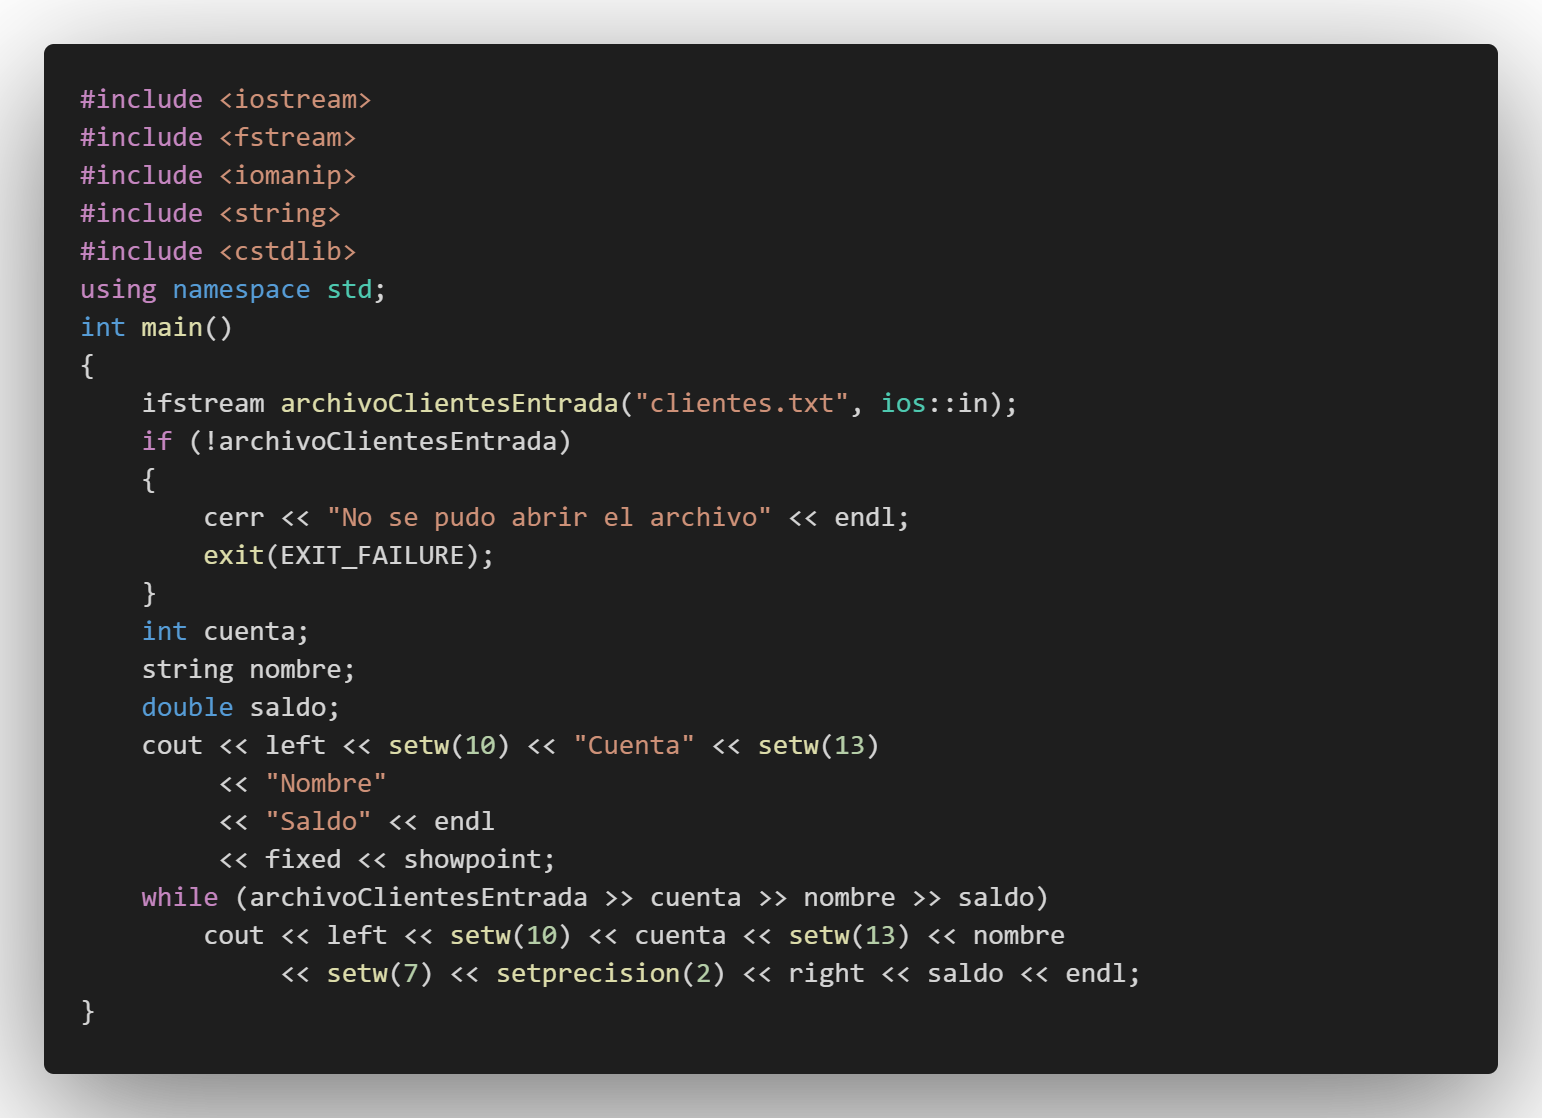 #include <iostream>
#include <fstream>
#include <iomanip>
#include <string>
#include <cstdlib>
using namespace std;
int main()
{
    ifstream archivoClientesEntrada("clientes.txt", ios::in);
    if (!archivoClientesEntrada)
    {
        cerr << "No se pudo abrir el archivo" << endl;
        exit(EXIT_FAILURE);
    }
    int cuenta;
    string nombre;
    double saldo;
    cout << left << setw(10) << "Cuenta" << setw(13)
         << "Nombre"
         << "Saldo" << endl
         << fixed << showpoint;
    while (archivoClientesEntrada >> cuenta >> nombre >> saldo)
        cout << left << setw(10) << cuenta << setw(13) << nombre
             << setw(7) << setprecision(2) << right << saldo << endl;
}